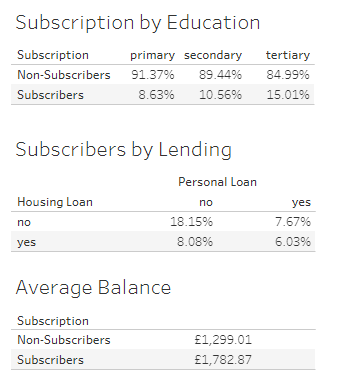 Subscription by Education
Subscription primary secondary tertiary
Non-Subscribers 91.37% 89.44% 84.99%
Subscribers 8.63% 10.56% 15.01%
Subscribers by Lending
Personal Loan
Housing Loan no yes
no 18.15% 7.67%
yes 8.08% 6.03%
Average Balance
Subscription
Non-Subscribers £1,299.01
Subscribers £1,782.87